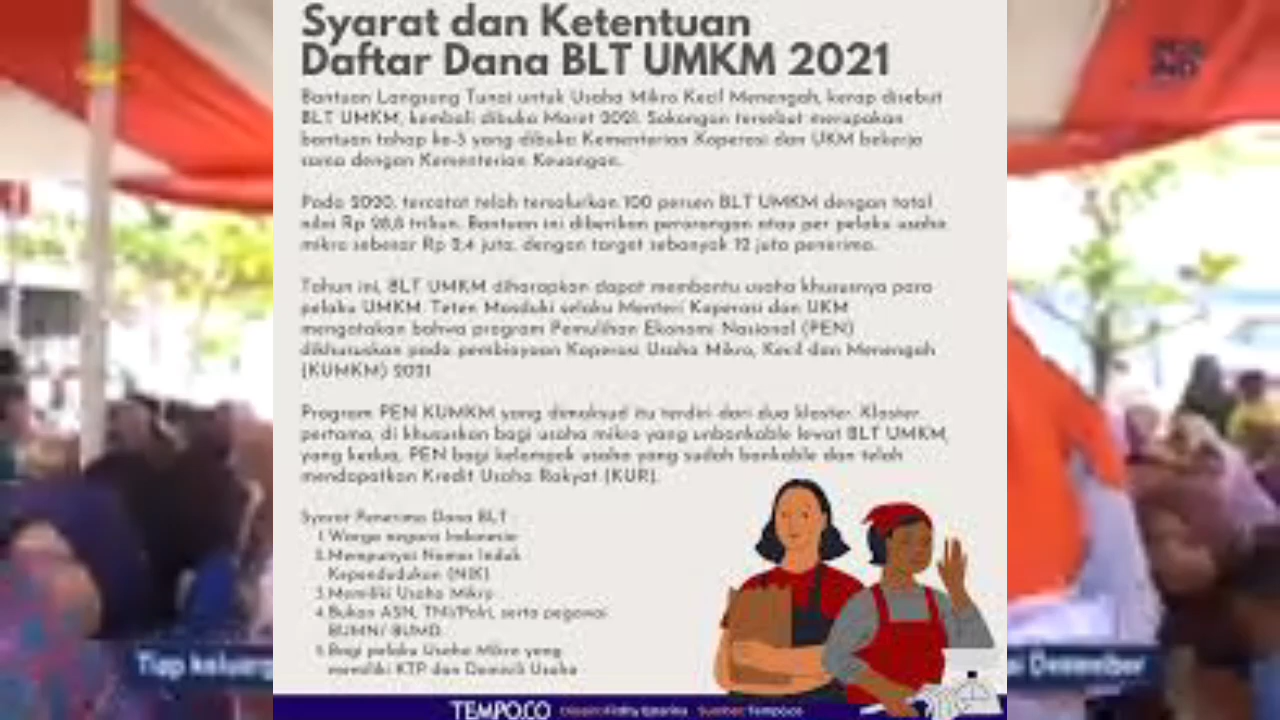 Syarat dan Ketentuan
Daftar Dana BLT UMKM 2021
Bantuan Langsung Tunai untuk Usaha Mikro Kecil Menengah, kerap disebut
BLT UMKM, kembali dibuka Maret 2021. Sokongan tersebut merupakan
bantuan tahap ke-3 yang dibuka Kementerian Koperasi dan UKM bekerja
sama dengan Kementerian Keuangan.
Pada 2020, tercatat telah tersalurkan 100 persen BLT UMKM dengan total
nilai Rp 28,8 triliun. Bantuan ini diberikan perorangan atau per pelaku usaha
mikro sebesar Rp 2,4 juta, dengan target sebanyak 12 juta penerima.
Tahun ini, BLT UMKM diharapkan dapat membantu usaha khususnya para
pelaku UMKM. Teten Masduki selaku Menteri Koperasi dan UKM
mengatakan bahwa program Pemulihan Ekonomi Nasional (PEN)
dikhususkan pada pembiayaan Koperasi Usaha Mikro, Kecil dan Menengah
(KUMKM) 2021
Program PEN KUMKM yang dimaksud itu terdiri dari dua klaster. Klaster
pertama, di khususkan bagi usaha mikro yang unbankable lewat BLT UMKM,
yang kedua, PEN bagi kelompok usaha yang sudah bankable dan telah
mendapatkan Kredit Usaha Rakyat (KUR).
Syarat Penerima Dana BLT :
1. Warga negara Indonesia
2. Mempunyai Nomor Induk
Kependudukan (NIK)
3. Memiliki Usaha Mikro
4. Bukan ASN, TNI/Polri, serta pegawai
BUMN/ BUMD.
5. Bagi pelaku Usaha Mikro yang
memiliki KTP dan Domisili Usaha
Tiap keluarg
si Desember
TEMPO.CO
Sumber: Tempo.co